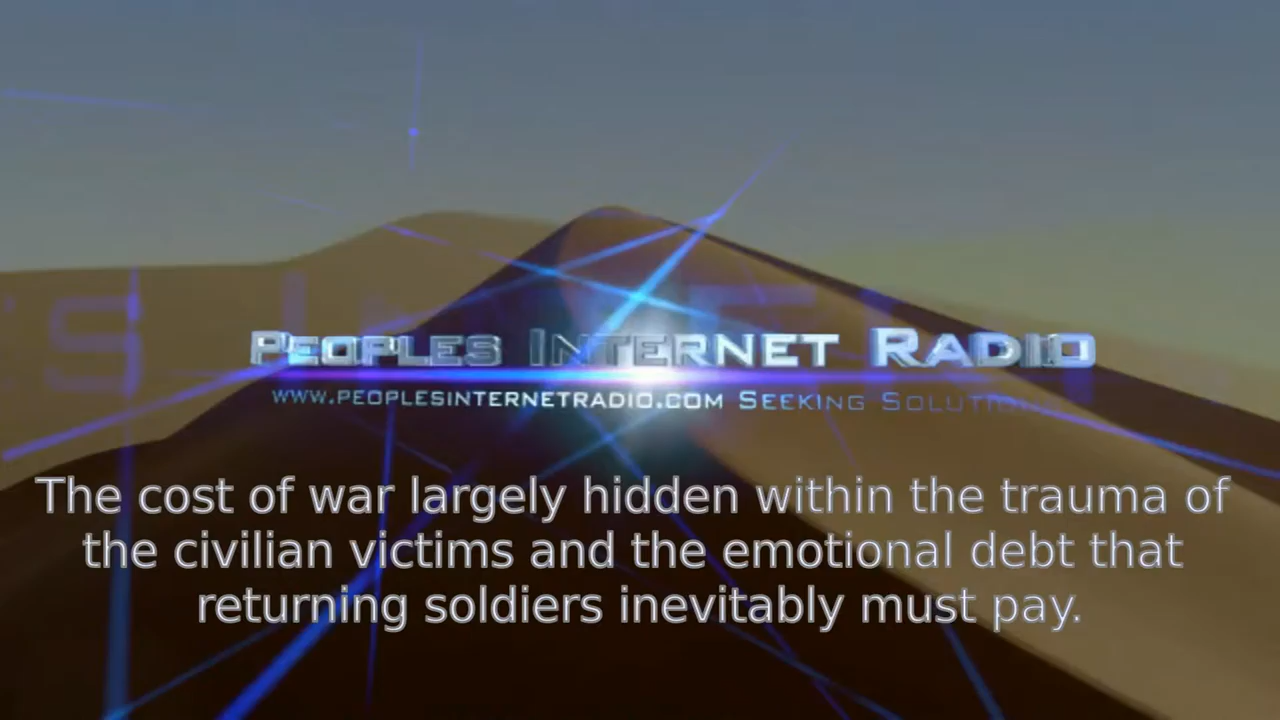 Peoples Internet Radio
www.peoplesinternetradio.com Seeking
The cost of war largely hidden within the trauma of
the civilian victims and the emotional debt that
returning soldiers inevitably must pay.